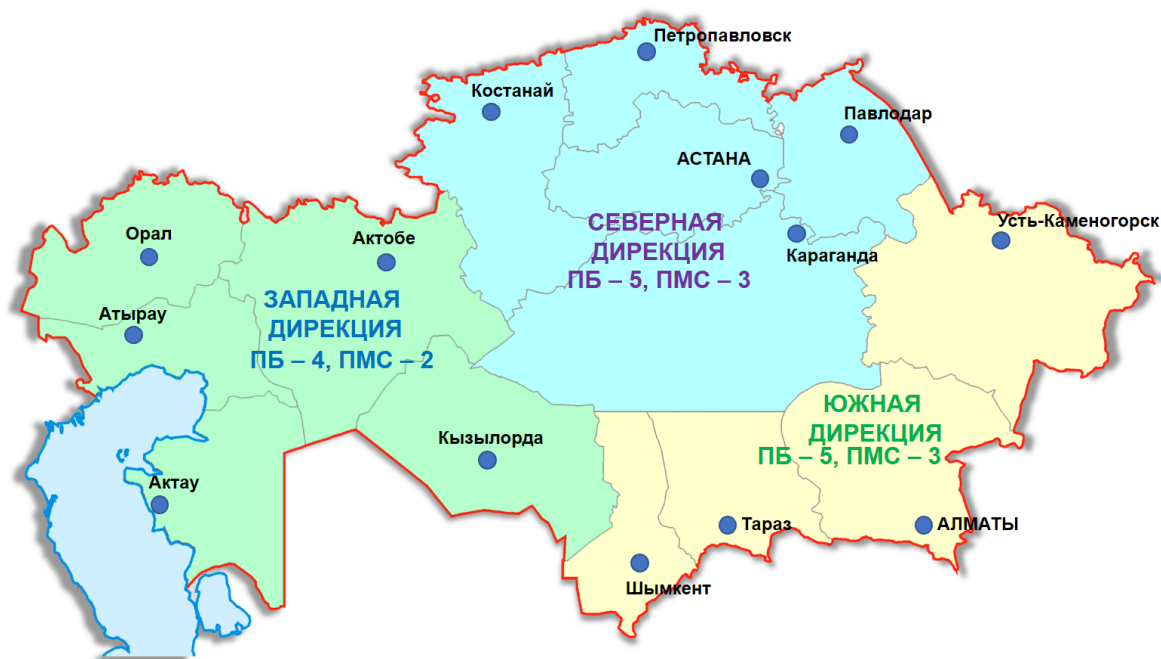 Петропавловск
Костанай
Павлодар
АСТАНА
СЕВЕРНАЯ
ДИРЕКЦИЯ
ПБ – 5, ПМС – 3
Усть-Каменогорск
Караганда
Орал
Актобе
Атырау
ЗАПАДНАЯ
ДИРЕКЦИЯ
ПБ – 4, ПМС – 2
ЮЖНАЯ
ДИРЕКЦИЯ
ПБ – 5, ПМС – 3
Кызылорда
Актау
Тараз
АЛМАТЫ
Шымкент